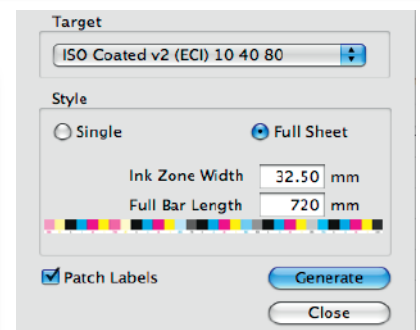 Target
ISO Coated v2 (ECI) 10 40 80
Style
Single Full Sheet
Ink Zone Width 32.50 mm
Full Bar Length 720 mm
Patch Labels Generate
Close